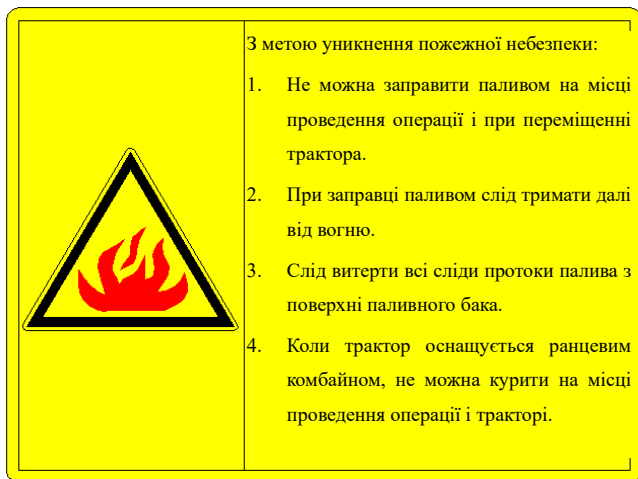 З метою уникнення пожежної небезпеки:
1. Не можна заправити паливом на місці
проведення операції і при переміщенні
трактора.
2. При заправці паливом слід тримати далі
від вогню.
3. Слід витерти всі сліди протоки палива з
поверхні паливного бака.
4. Коли трактор оснащується ранцевим
комбайном, не можна курити на місці
проведення операції і тракторі.